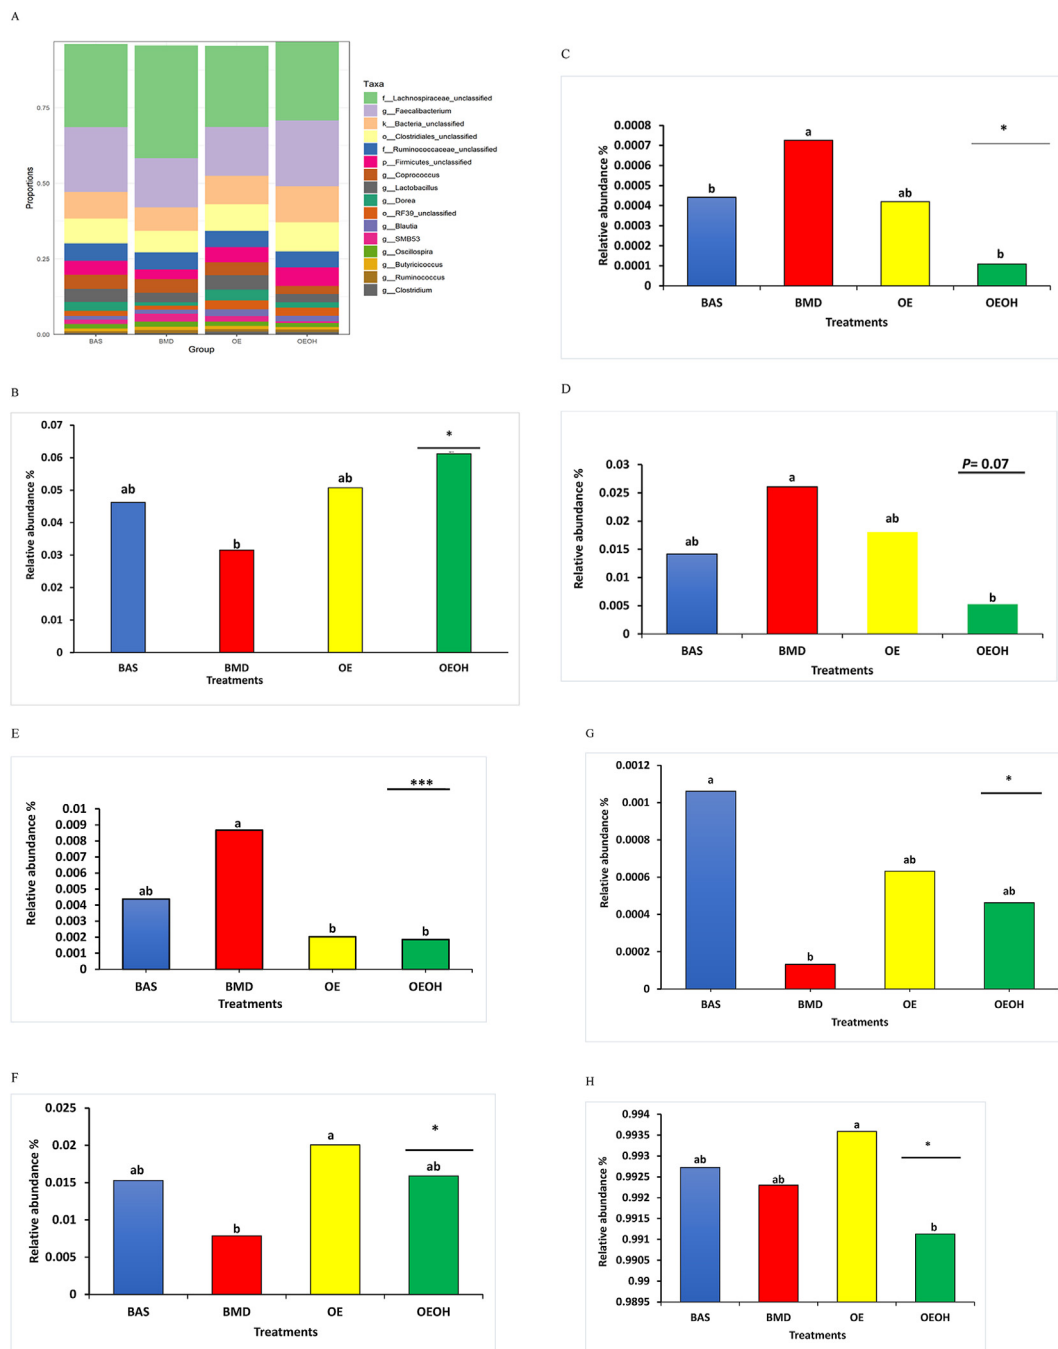 A
Proportions
0.75
0.50
0.25
0.00
BAS
BMD
OE
OEOH
Group
Taxa
f__Lachnospiraceae_unclassified
g__Faecalibacterium
k__Bacteria_unclassified
o__Clostridiales_unclassified
f__Ruminococcaceae_unclassified
p__Firmicutes_unclassified
g__Coprococcus
g__Lactobacillus
g__Dorea
o__RF39_unclassified
g__Blautia
g__SMB53
g__Oscillospira
g__Butyricicoccus
g__Ruminococcus
g__Clostridium
C
Relative abundance %
0.0008
0.0007
0.0006
0.0005
0.0004
0.0003
0.0002
0.0001
0
b
a
ab
b
*
BAS
BMD
OE
OEOH
Treatments
B
Relative abundance %
0.07
0.06
0.05
0.04
0.03
0.02
0.01
0
ab
b
ab
*
BAS
BMD
OE
OEOH
Treatments
D
Relative abundance %
0.03
0.025
0.02
0.015
0.01
0.005
0
ab
a
ab
P= 0.07
b
BAS
BMD
OE
OEOH
Treatments
E
Relative abundance %
0.01
0.009
0.008
0.007
0.006
0.005
0.004
0.003
0.002
0.001
0
ab
a
b
b
***
BAS
BMD
OE
OEOH
Treatments
G
Relative abundance %
0.0012
0.001
0.0008
0.0006
0.0004
0.0002
0
a
b
ab
ab
*
BAS
BMD
OE
OEOH
Treatments
F
Relative abundance %
0.025
0.02
0.015
0.01
0.005
0
ab
b
a
ab
*
BAS
BMD
OE
OEOH
Treatments
H
Relative abundance %
0.994
0.9935
0.993
0.9925
0.992
0.9915
0.991
0.9905
0.99
0.9895
ab
ab
a
b
*
BAS
BMD
OE
OEOH
Treatments